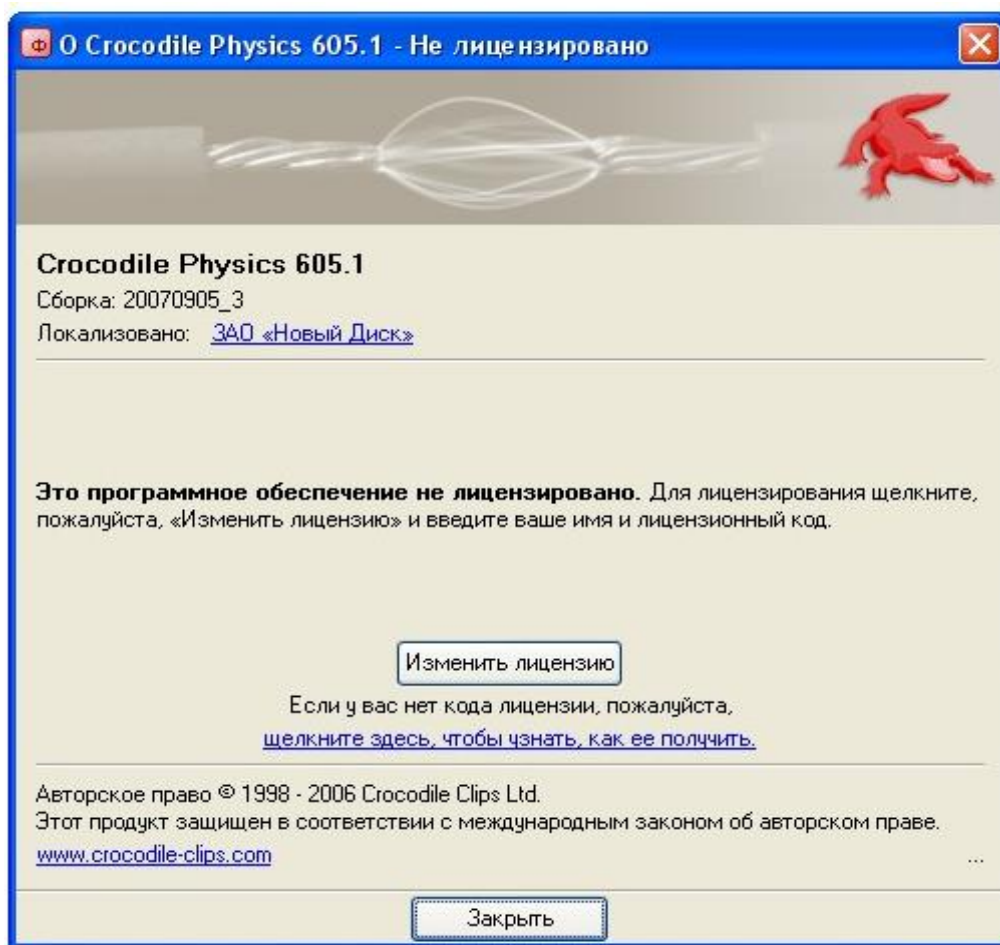 Ф О Crocodile Physics 605.1 - Не лицензировано
Crocodile Physics 605.1
Сборка: 20070905_3
Локализовано: ЗАО «Новый Диск»
Это программное обеспечение не лицензировано. Для лицензирования щелкните,
пожалуйста, «Изменить лицензию» и введите ваше имя и лицензионный код.
Изменить лицензию
Если у вас нет кода лицензии, пожалуйста,
щелкните здесь, чтобы узнать, как ее получить.
Авторское право © 1998 - 2006 Crocodile Clips Ltd.
Этот продукт защищен в соответствии с международным законом об авторском праве.
www.crocodile-clips.com ...
Закрыть